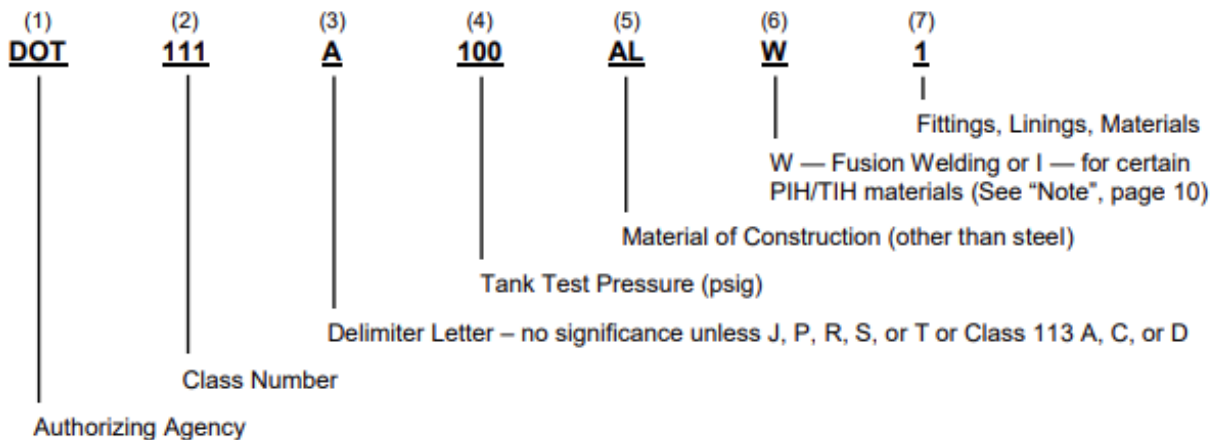 (1) (2) (3) (4) (5) (6) (7)
DOT 111 A 100 AL W 1
Fittings, Linings, Materials
W — Fusion Welding or I — for certain
PIH/TIH materials (See “Note”, page 10)
Material of Construction (other than steel)
Tank Test Pressure (psig)
Delimiter Letter – no significance unless J, P, R, S, or T or Class 113 A, C, or D
Class Number
Authorizing Agency